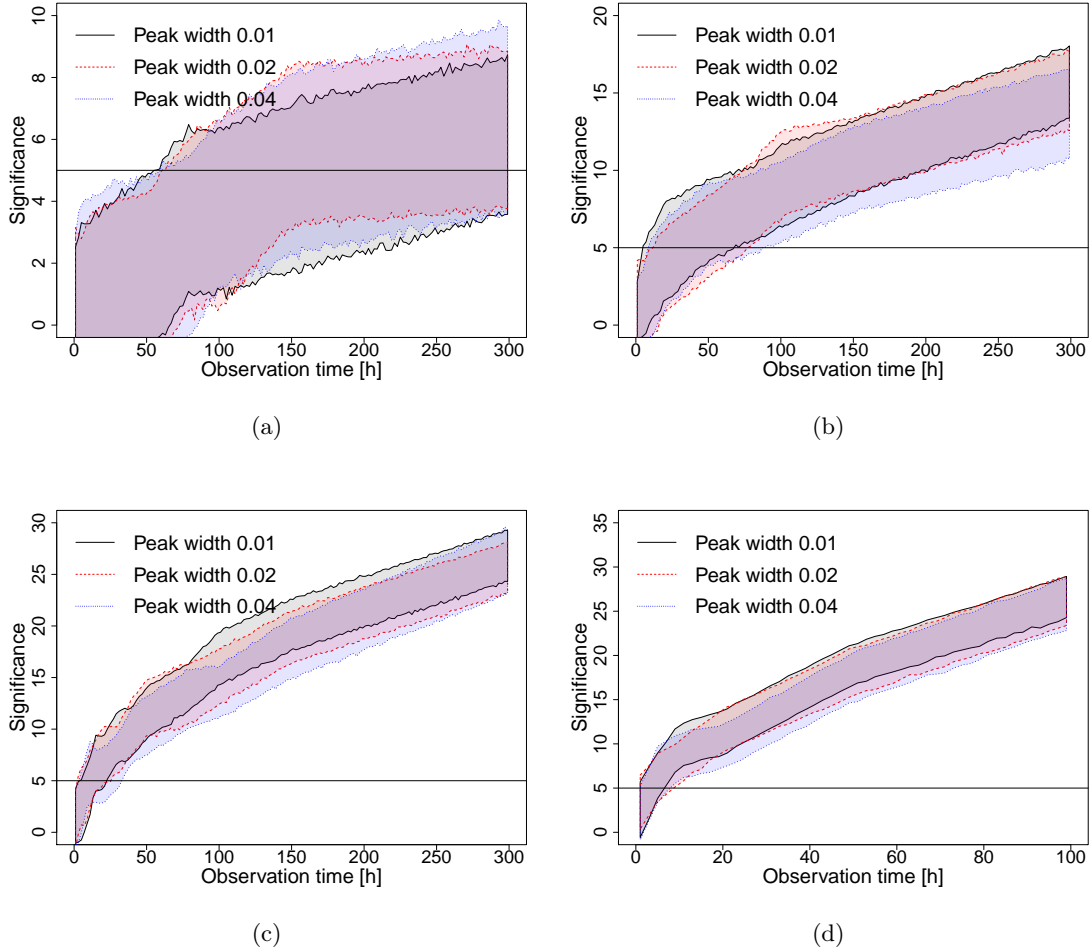 10
8
6
4
2
0
Significance
Peak width 0.01
Peak width 0.02
Peak width 0.04
0 50 100 150 200 250 300
Observation time [h]
(a)
20
15
10
5
0
Significance
Peak width 0.01
Peak width 0.02
Peak width 0.04
0 50 100 150 200 250 300
Observation time [h]
(b)
30
25
20
15
10
5
0
Significance
Peak width 0.01
Peak width 0.02
Peak width 0.04
0 50 100 150 200 250 300
Observation time [h]
(c)
35
30
25
20
15
10
5
0
Significance
Peak width 0.01
Peak width 0.02
Peak width 0.04
0 20 40 60 80 100
Observation time [h]
(d)